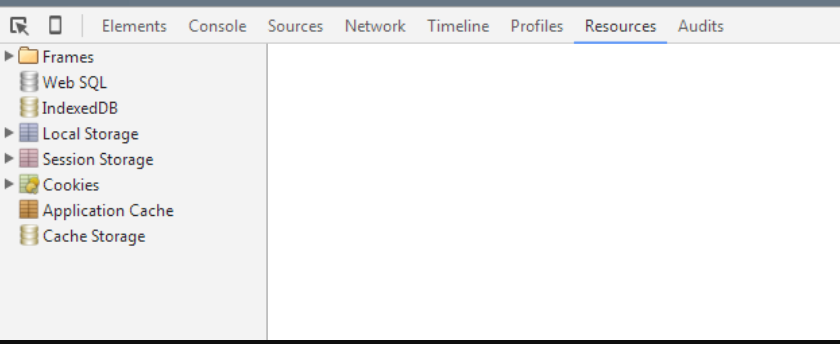 Elements Console Sources Network Timeline Profiles Resources Audits
Frames
Web SQL
IndexedDB
Local Storage
Session Storage
Cookies
Application Cache
Cache Storage